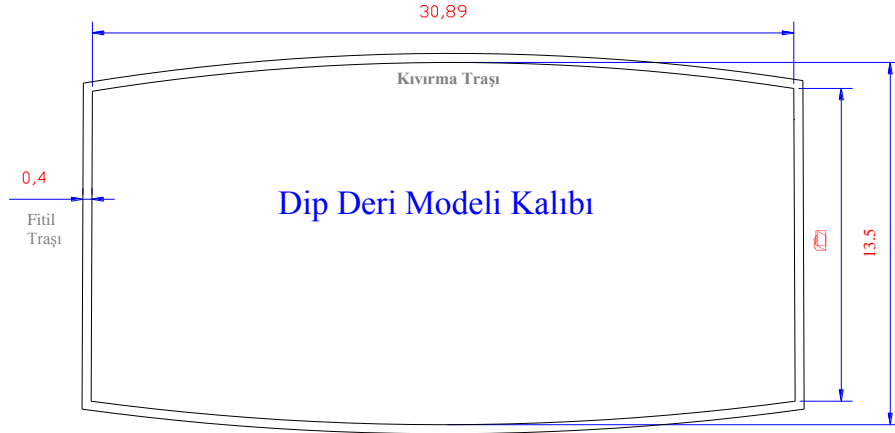 30,89
Kıvırma Traşı
0,4
Dip Deri Modeli Kalıbı
Fitil
Traşı
13.5